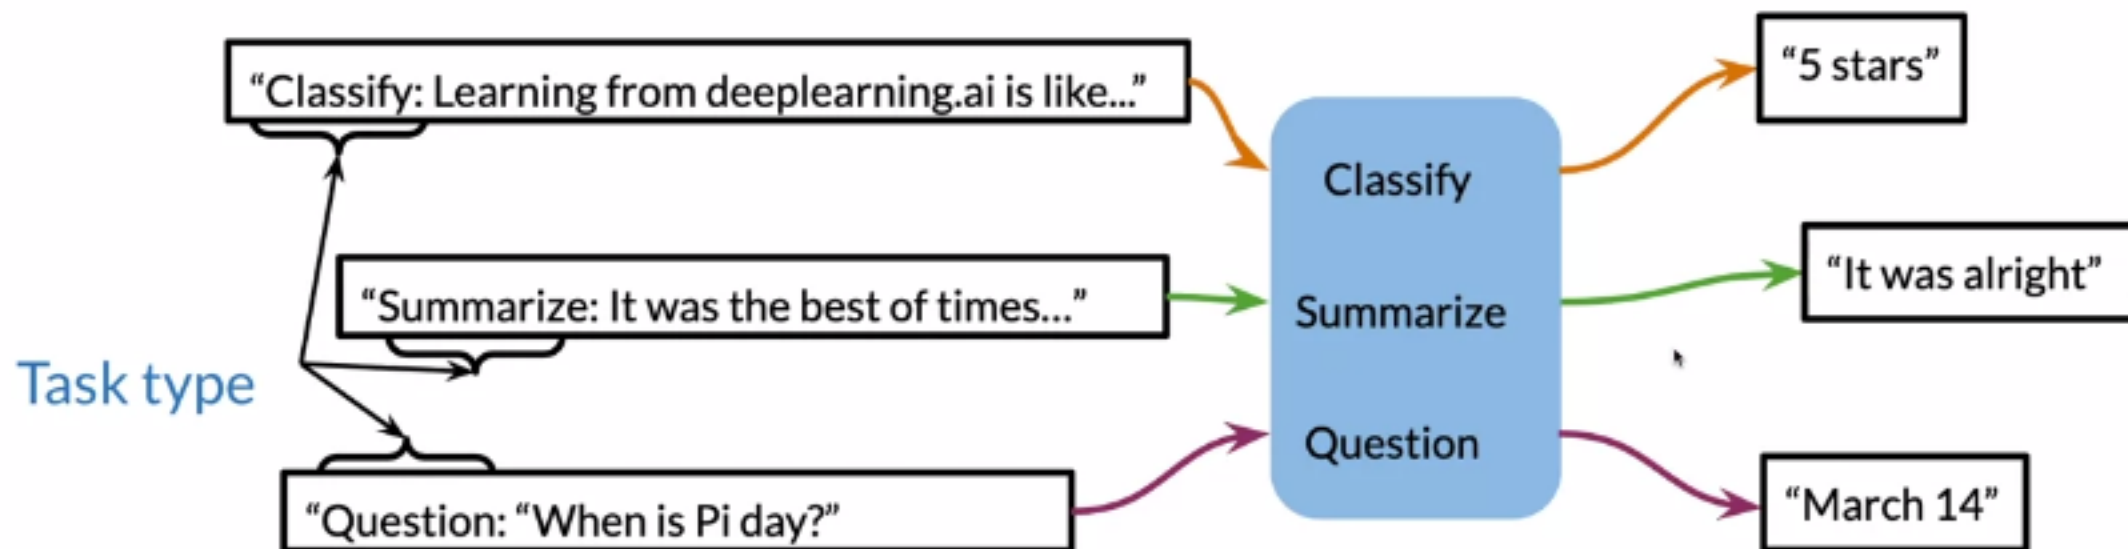 “Classify: Learning from deeplearning.ai is like...”
“5 stars”
Classify
“Summarize: It was the best of times...”
Summarize
“It was alright”
Task type
Question
“Question: “When is Pi day?”
“March 14”